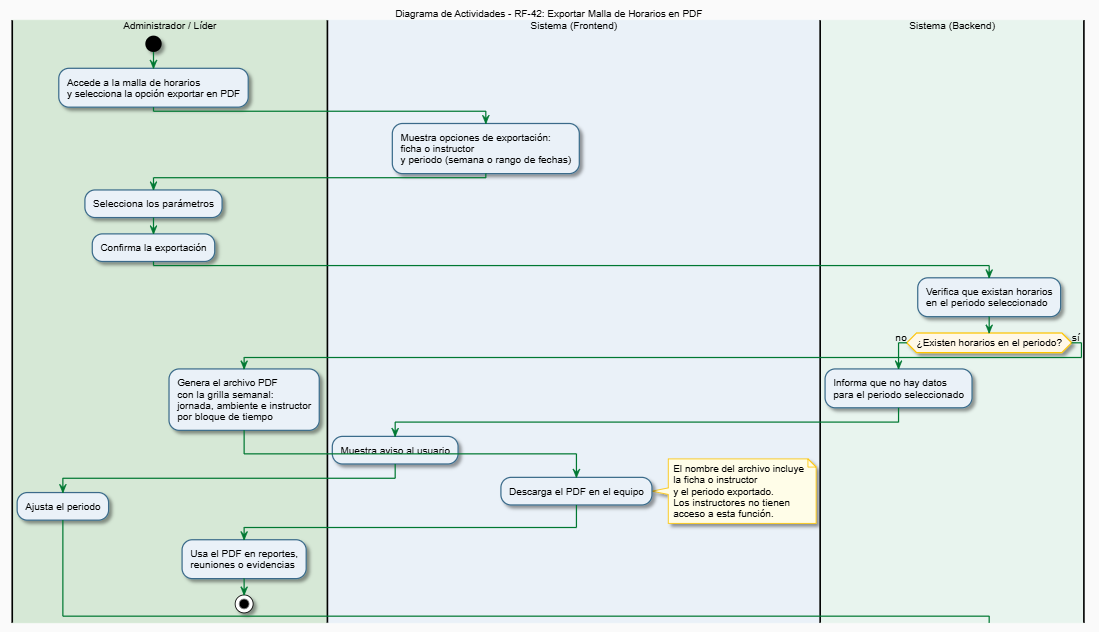 Diagrama de Actividades - RF-42: Exportar Malla de Horarios en PDF
Administrador / Líder
Sistema (Frontend)
Sistema (Backend)
Accede a la malla de horarios
y selecciona la opción exportar en PDF
Muestra opciones de exportación:
ficha o instructor
y periodo (semana o rango de fechas)
Selecciona los parámetros
Confirma la exportación
Verifica que existan horarios
en el periodo seleccionado
no
¿Existen horarios en el periodo?
sí
Genera el archivo PDF
con la grilla semanal:
jornada, ambiente e instructor
por bloque de tiempo
Informa que no hay datos
para el periodo seleccionado
Muestra aviso al usuario
Descarga el PDF en el equipo
El nombre del archivo incluye
la ficha o instructor
y el periodo exportado.
Los instructores no tienen
acceso a esta función.
Ajusta el periodo
Usa el PDF en reportes,
reuniones o evidencias